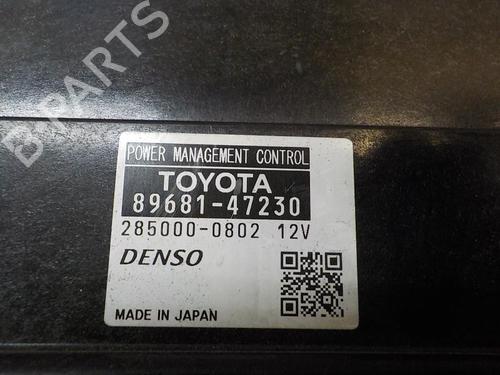 B-PARTS
POWER MANAGEMENT CONTROL
TOYOTA
89681-47230
285000-0802 12V
DENSO
MADE IN JAPAN